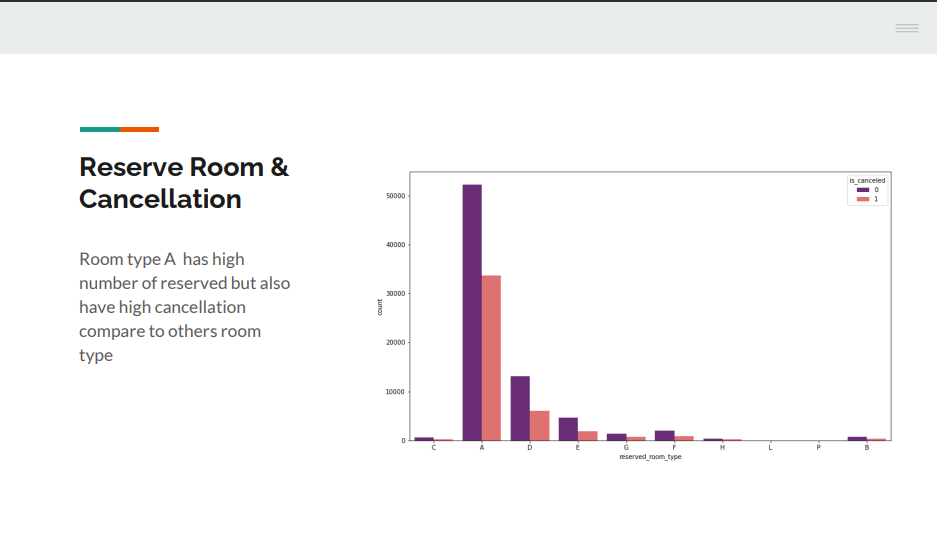 Reserve Room &
Cancellation
Room type A  has high
number of reserved but also
have high cancellation
compare to others room
type
is_canceled
0
1
50000
40000
30000
20000
10000
0
count
C A D E G F H L P B
reserved_room_type